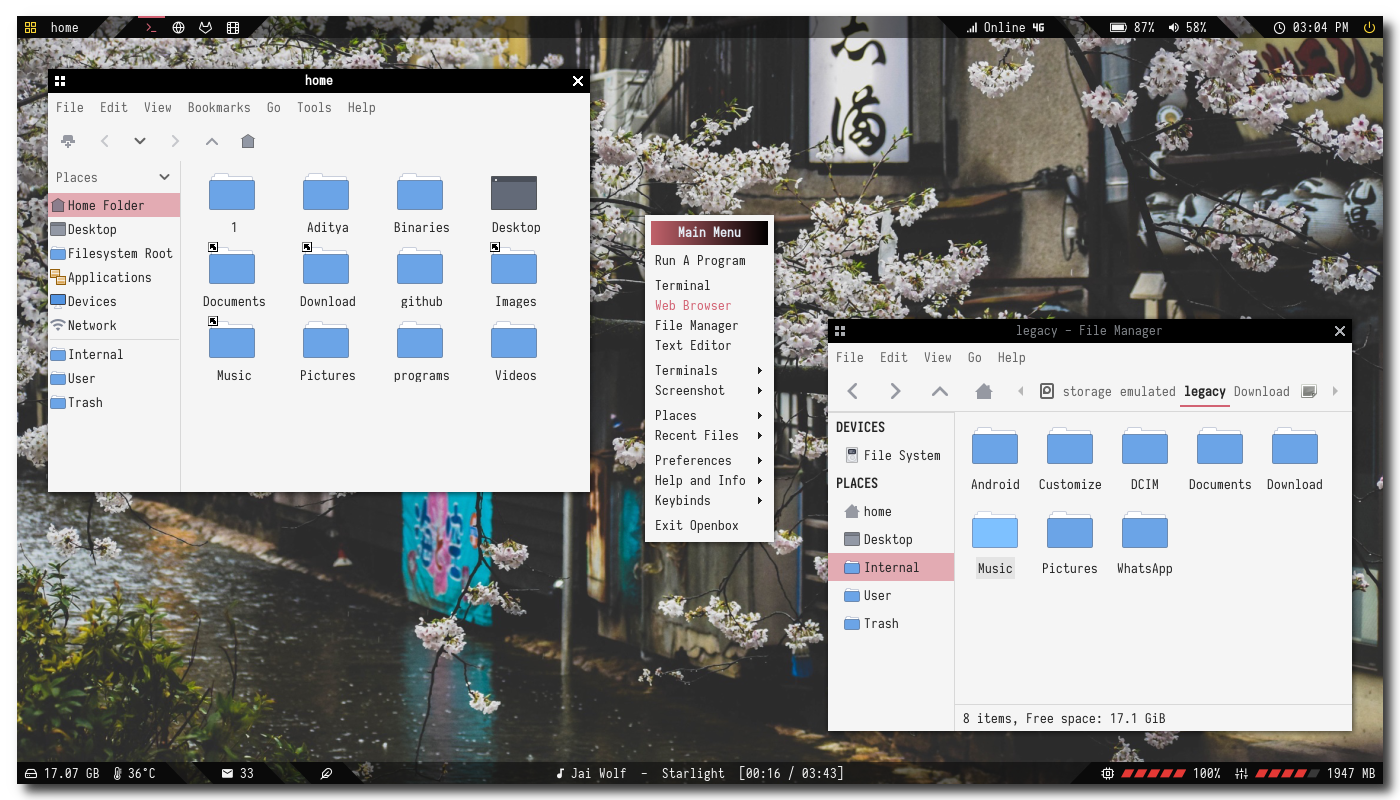 home
Online 4G
87%
58%
03:04 PM
home
File Edit View Bookmarks Go Tools Help
Places
Home Folder
Desktop
Filesystem Root
Applications
Devices
Network
Internal
User
Trash
1 Aditya Binaries Desktop
Documents Download github Images
Music Pictures programs Videos
Main Menu
Run A Program
Terminal
Web Browser
File Manager
Text Editor
Terminals
Screenshot
Places
Recent Files
Preferences
Help and Info
Keybinds
Exit Openbox
legacy - File Manager
File Edit View Go Help
storage emulated legacy Download
DEVICES
File System
PLACES
home
Desktop
Internal
User
Trash
Android Customize DCIM Documents Download
Music Pictures WhatsApp
8 items, Free space: 17.1 GiB
17.07 GB
36°C
33
Jai Wolf - Starlight [00:16 / 03:43]
100%
1947 MB